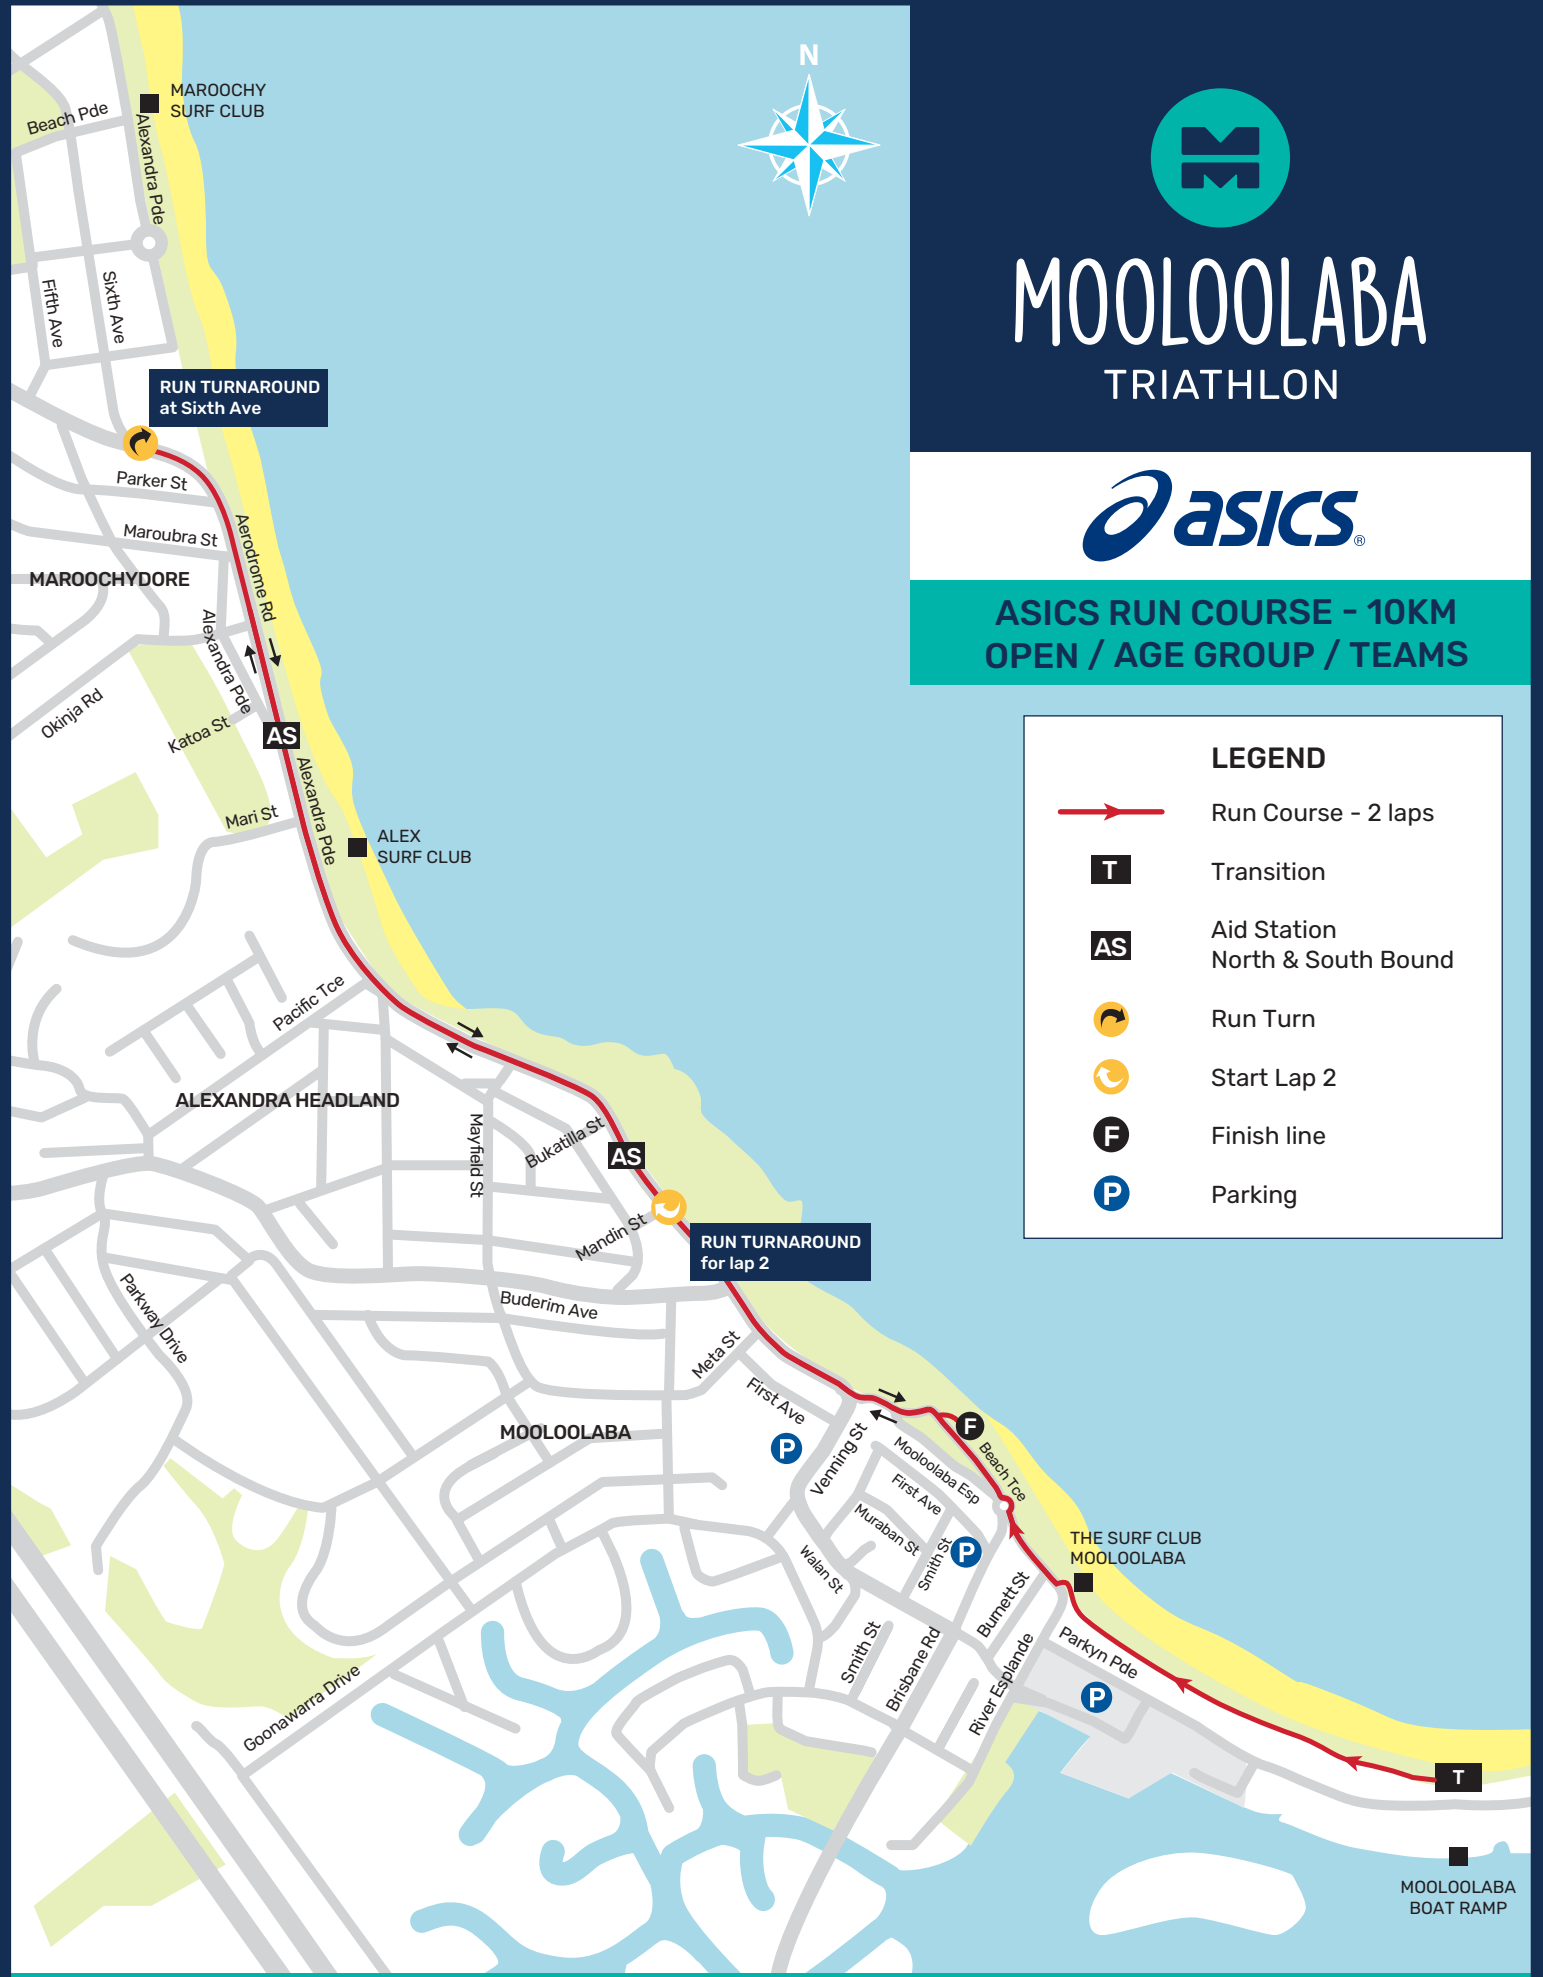 N
MAROOCHY
SURF CLUB
Beach Pde
Alexandra Pde
Fifth Ave
Sixth Ave
RUN TURNAROUND
at Sixth Ave
Parker St
Maroubra St
Aerodrome Rd
MAROOCHYDORE
Alexandra Pde
Okinja Rd
Katoa St
AS
Alexandra Pde
Mari St
ALEX
SURF CLUB
Pacific Tce
ALEXANDRA HEADLAND
Mayfield St
Bukatilla St
AS
Mandin St
RUN TURNAROUND
for lap 2
Parkway Drive
Buderim Ave
Meta St
First Ave
MOOLOOLABA
P
Venning St
F
Beach Tce
Mooloolaba Esp
First Ave
Muraban St
Smith St
P
Walan St
THE SURF CLUB
MOOLOOLABA
Burnett St
Smith St
Brisbane Rd
River Esplande
Parkyn Pde
P
Goonawarra Drive
T
MOOLOOLABA
BOAT RAMP
MOOLOOLABA
TRIATHLON
asics®
ASICS RUN COURSE - 10KM
OPEN / AGE GROUP / TEAMS
LEGEND
Run Course - 2 laps
T Transition
AS Aid Station
North & South Bound
Run Turn
Start Lap 2
F Finish line
P Parking